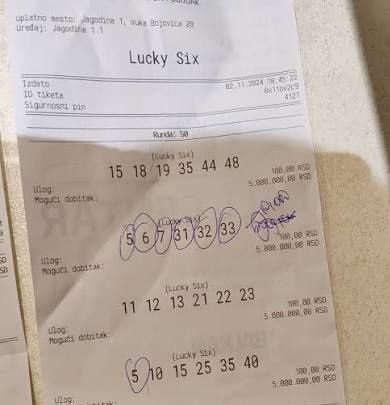 Uplatno mesto: Jagodina 1, Vuka Bojovica 20
Uređaj: Jagodina 1.1
Lucky Six
Izdato 02.11.2024 18:45:22
ID tiketa 0x11ov2c9
Sigurnosni pin 4127
Runda: 50
(Lucky Six)
15 18 19 35 44 48
Ulog: 100,00 RSD
Mogući dobitak: 5.000.000,00 RSD
(Lucky Six)
5 6 7 31 32 33
Ulog: 100,00 RSD
Mogući dobitak: 5.000.000,00 RSD
(Lucky Six)
11 12 13 21 22 23
Ulog: 100,00 RSD
Mogući dobitak: 5.000.000,00 RSD
(Lucky Six)
5 10 15 25 35 40
Ulog: 100,00 RSD
5.000.000,00 RSD